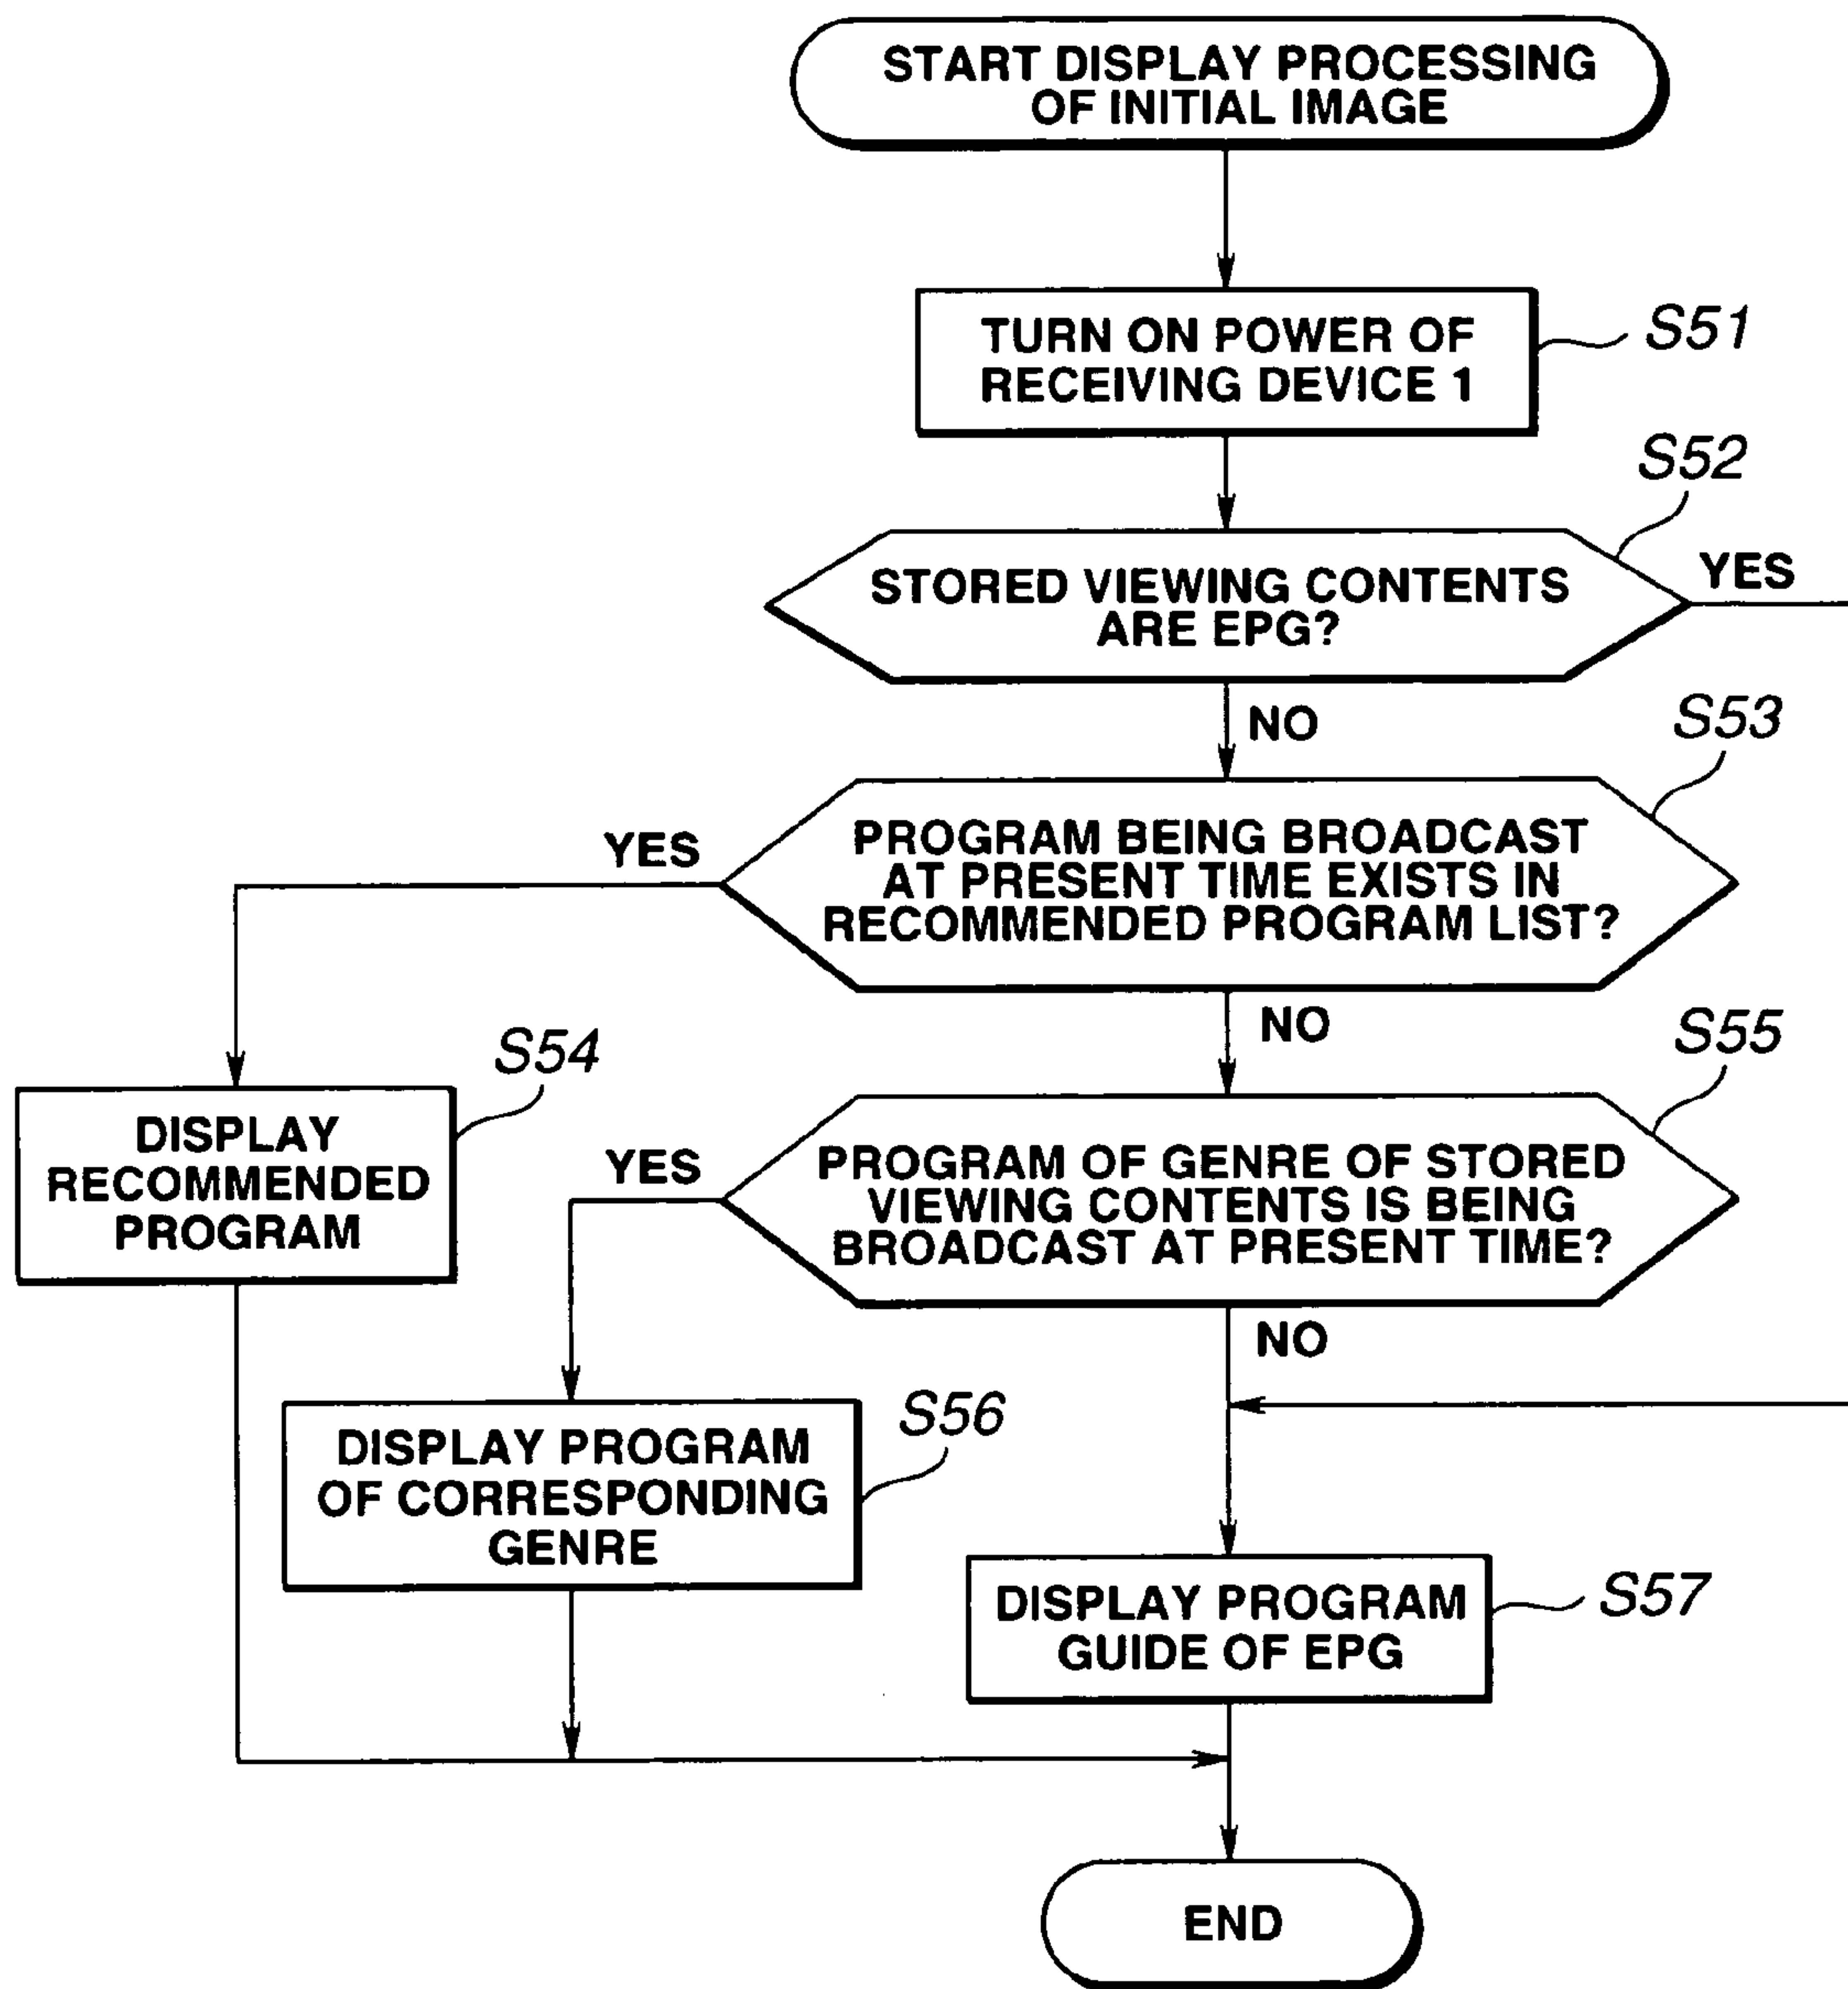 START DISPLAY PROCESSING
OF INITIAL IMAGE
TURN ON POWER OF
RECEIVING DEVICE 1
S51
S52
STORED VIEWING CONTENTS
ARE EPG?
YES
NO
S53
PROGRAM BEING BROADCAST
AT PRESENT TIME EXISTS IN
RECOMMENDED PROGRAM LIST?
YES
NO
S54
DISPLAY
RECOMMENDED
PROGRAM
S55
PROGRAM OF GENRE OF STORED
VIEWING CONTENTS IS BEING
BROADCAST AT PRESENT TIME?
YES
NO
S56
DISPLAY PROGRAM
OF CORRESPONDING
GENRE
S57
DISPLAY PROGRAM
GUIDE OF EPG
END